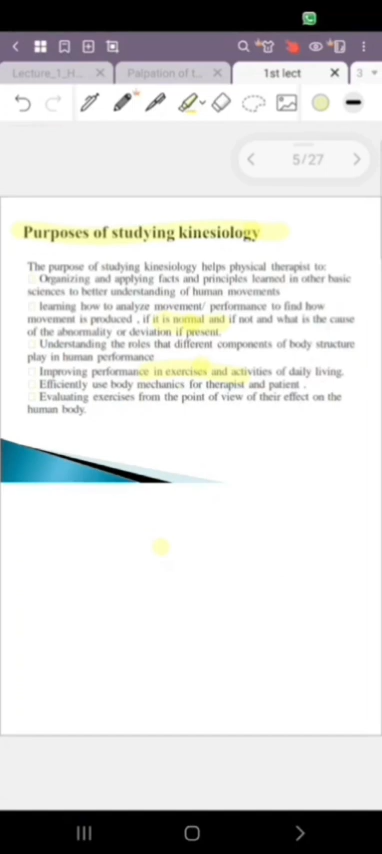 Lecture_1_H...
Palpation of t...
1st lect
3
5/27
Purposes of studying kinesiology
The purpose of studying kinesiology helps physical therapist to:
Organizing and applying facts and principles learned in other basic
sciences to better understanding of human movements
learning how to analyze movement/ performance to find how
movement is produced , if it is normal and if not and what is the cause
of the abnormality or deviation if present.
Understanding the roles that different components of body structure
play in human performance
Improving performance in exercises and activities of daily living.
Efficiently use body mechanics for therapist and patient .
Evaluating exercises from the point of view of their effect on the
human body.